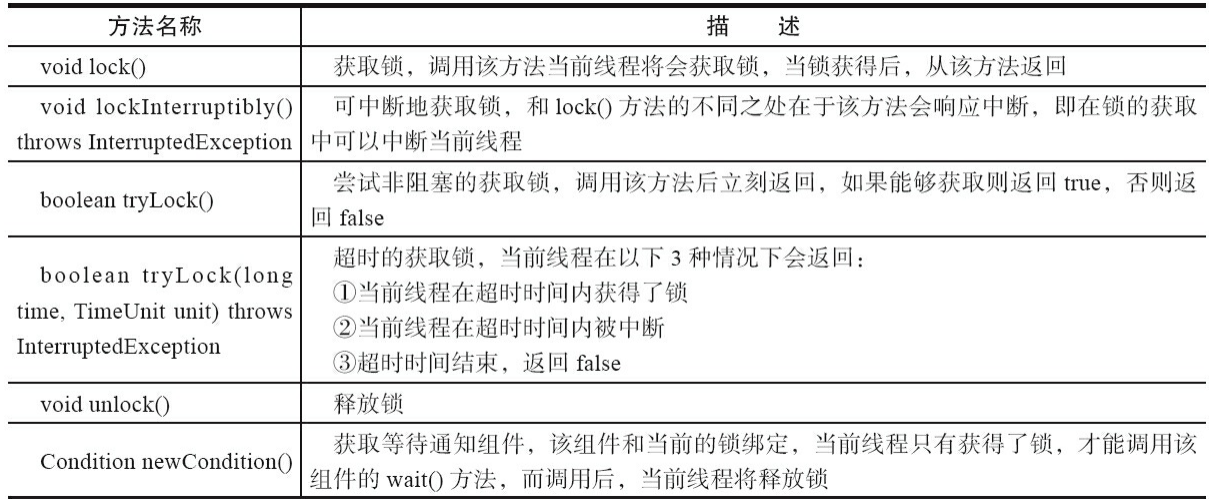 方法名称
描 述
void lock()
获取锁，调用该方法当前线程将会获取锁，当锁获得后，从该方法返回
void lockInterruptibly()
throws InterruptedException
可中断地获取锁，和 lock() 方法的不同之处在于该方法会响应中断，即在锁的获取
中可以中断当前线程
boolean tryLock()
尝试非阻塞的获取锁，调用该方法后立刻返回，如果能够获取则返回 true，否则返
回 false
boolean tryLock(long
time, TimeUnit unit) throws
InterruptedException
超时的获取锁，当前线程在以下 3 种情况下会返回：
①当前线程在超时时间内获得了锁
②当前线程在超时时间内被中断
③超时时间结束，返回 false
void unlock()
释放锁
Condition newCondition()
获取等待通知组件，该组件和当前的锁绑定，当前线程只有获得了锁，才能调用该
组件的 wait() 方法，而调用后，当前线程将释放锁